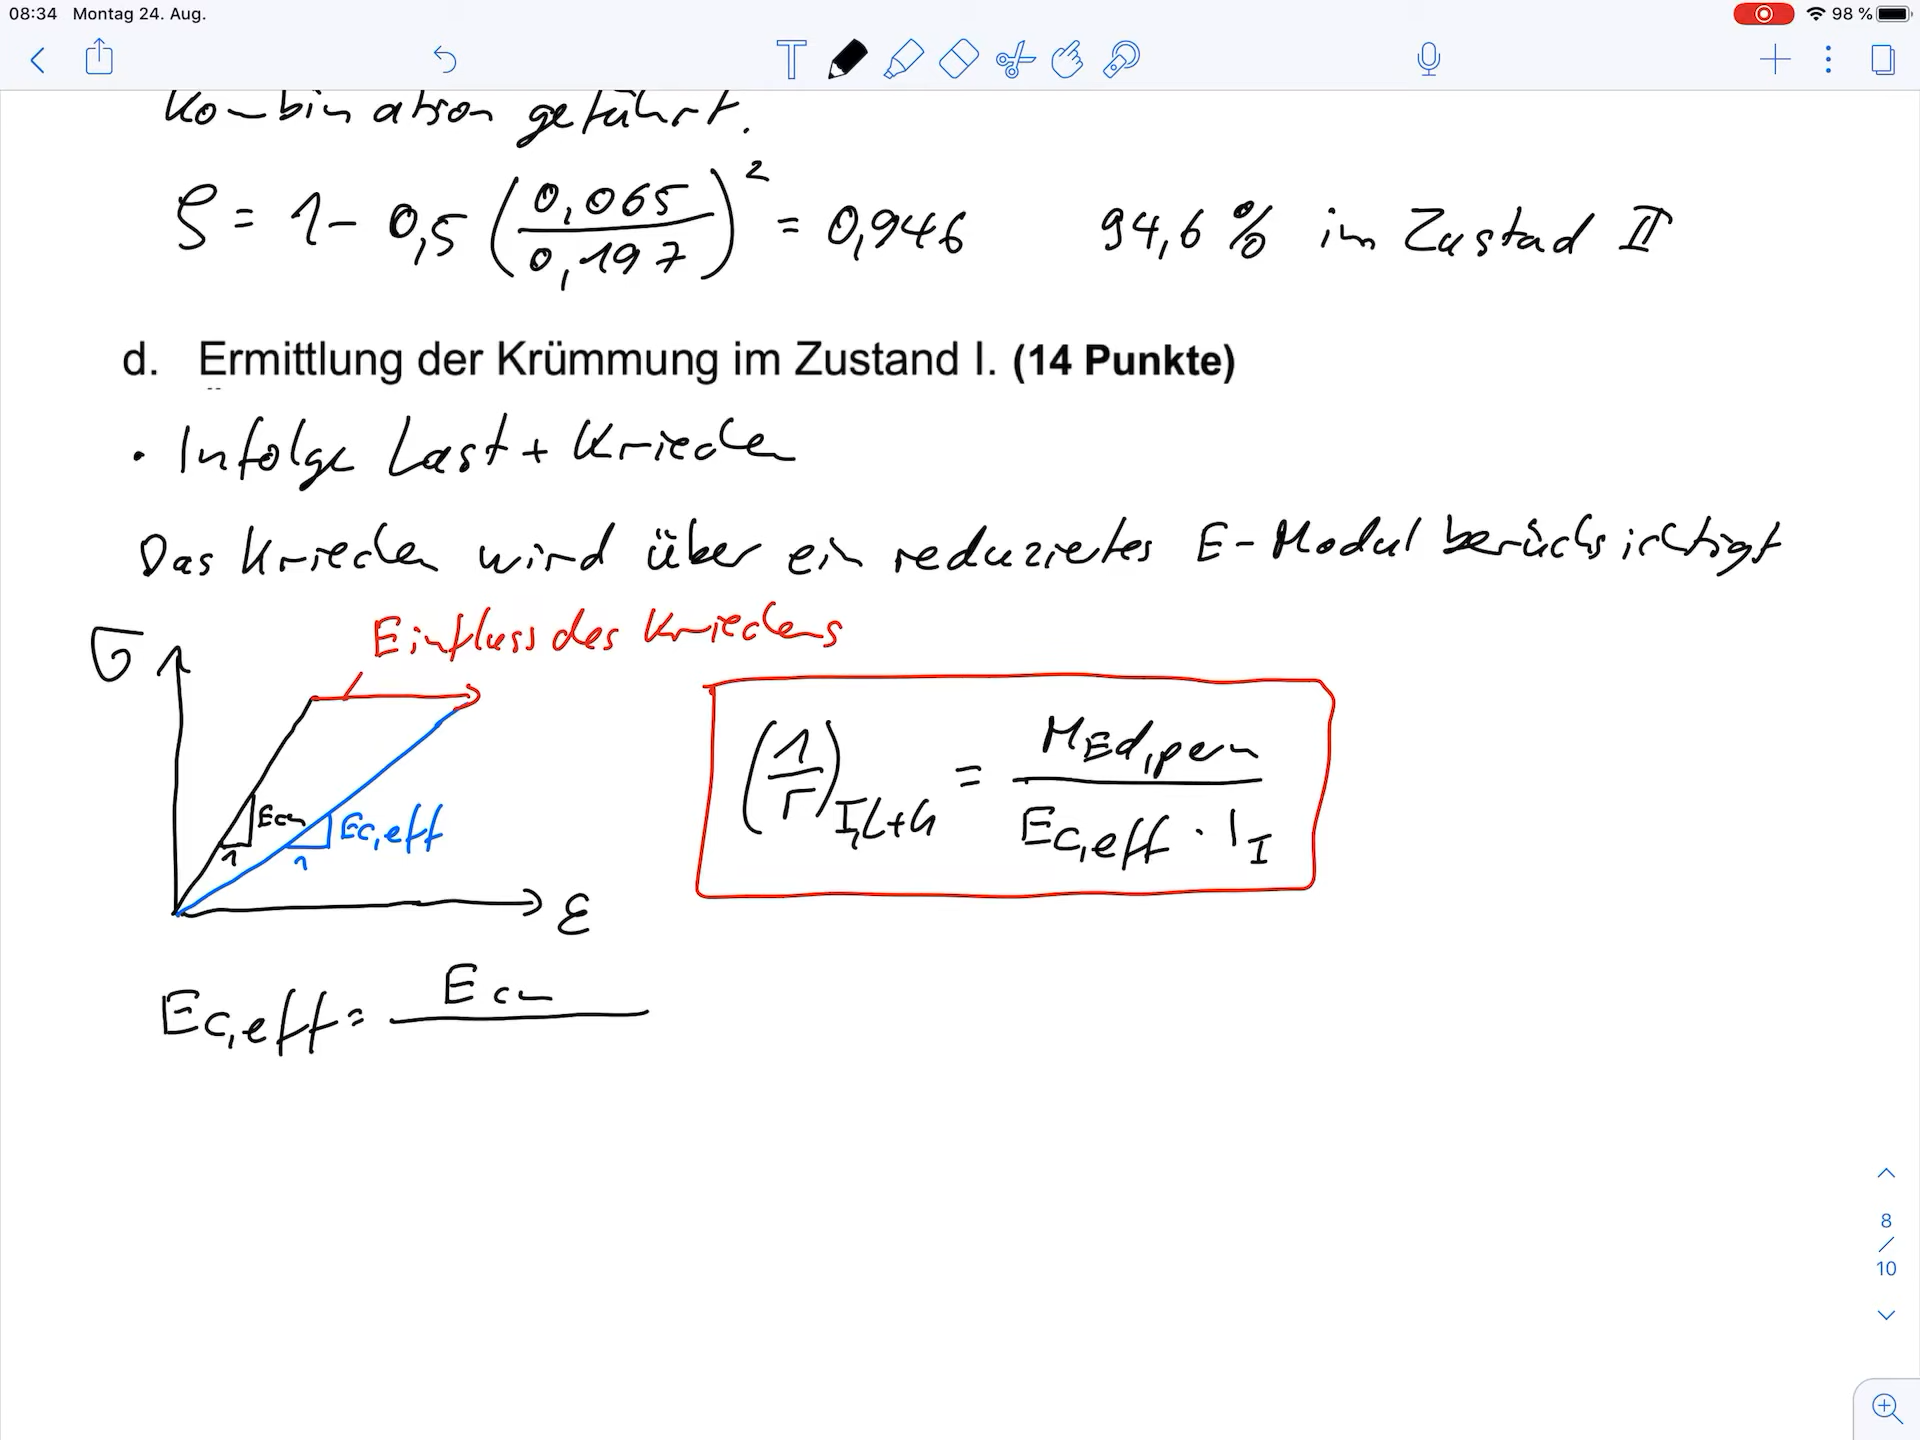 08:34 Montag 24. Aug.
98 %
Kombination geführt.
ζ = 1 - 0,5 (0,065 / 0,197)² = 0,946 94,6 % im Zustad II
d. Ermittlung der Krümmung im Zustand I. (14 Punkte)
• Infolge Last + Kriechen
Das Kriechen wird über ein reduziertes E-Modul berücksichtigt
Einfluss des Kriechens
σ
Ecm
1
Ec,eff
1
ε
(1/r) I,L+K = MEd,perm / Ec,eff · II
Ec,eff = Ecm
8
/
10